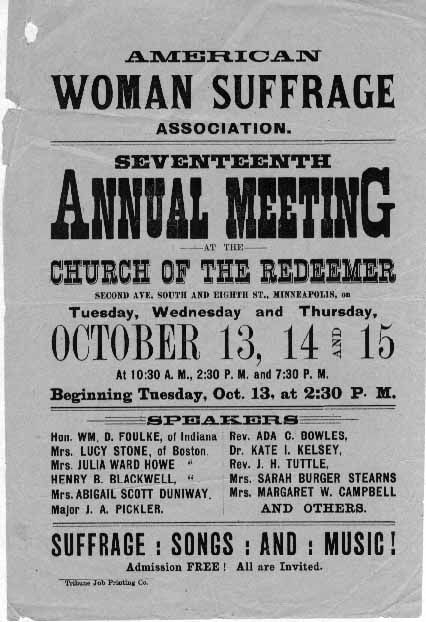 AMERICAN
WOMAN SUFFRAGE
ASSOCIATION.
SEVENTEENTH
ANNUAL MEETING
AT THE
CHURCH OF THE REDEEMER
SECOND AVE. SOUTH AND EIGHTH ST., MINNEAPOLIS, on
Tuesday, Wednesday and Thursday,
OCTOBER 13, 14 AND 15
At 10:30 A. M., 2:30 P. M. and 7:30 P. M.
Beginning Tuesday, Oct. 13, at 2:30 P. M.
SPEAKERS
Hon. WM. D. FOULKE, of Indiana
Mrs. LUCY STONE, of Boston.
Mrs. JULIA WARD HOWE "
HENRY B. BLACKWELL, "
Mrs. ABIGAIL SCOTT DUNIWAY.
Major J. A. PICKLER.
Rev. ADA C. BOWLES,
Dr. KATE I. KELSEY,
Rev. J. H. TUTTLE,
Mrs. SARAH BURGER STEARNS
Mrs. MARGARET W. CAMPBELL
AND OTHERS.
SUFFRAGE : SONGS : AND : MUSIC!
Admission FREE! All are Invited.
Tribune Job Printing Co.